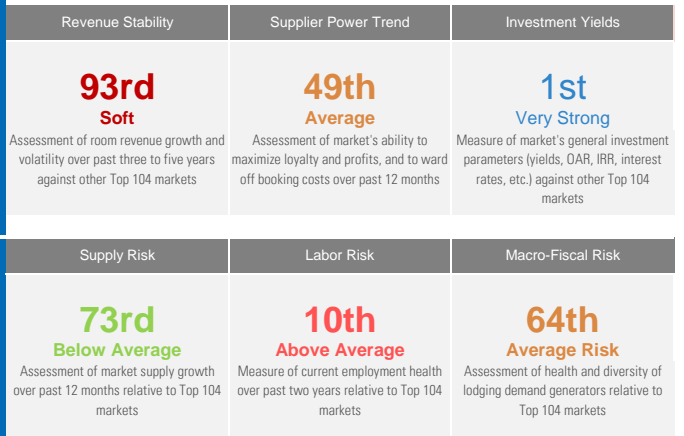 Revenue Stability
Supplier Power Trend
Investment Yields
93rd
Soft
Assessment of room revenue growth and
volatility over past three to five years
against other Top 104 markets
49th
Average
Assessment of market's ability to
maximize loyalty and profits, and to ward
off booking costs over past 12 months
1st
Very Strong
Measure of market's general investment
parameters (yields, OAR, IRR, interest
rates, etc.) against other Top 104
markets
Supply Risk
Labor Risk
Macro-Fiscal Risk
73rd
Below Average
Assessment of market supply growth
over past 12 months relative to Top 104
markets
10th
Above Average
Measure of current employment health
over past two years relative to Top 104
markets
64th
Average Risk
Assessment of health and diversity of
lodging demand generators relative to
Top 104 markets